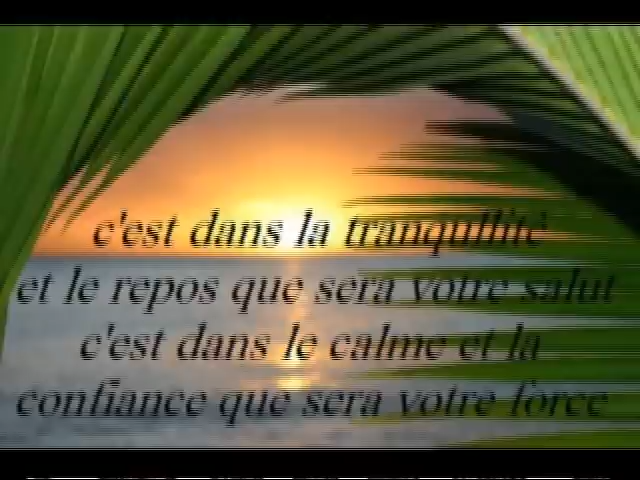 c'est dans la tranquillité
et le repos que sera votre salut
c'est dans le calme et la
confiance que sera votre force